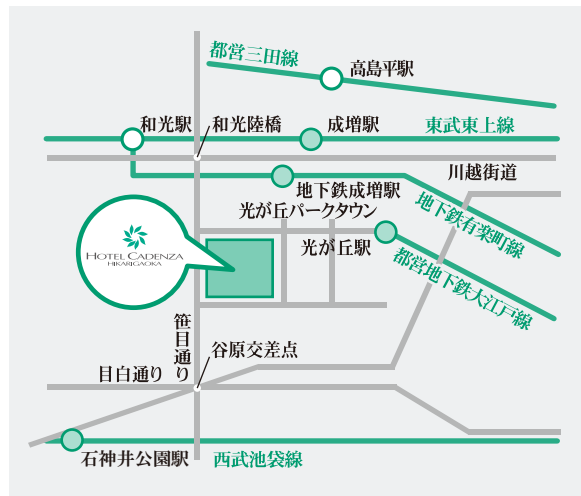 都営三田線
高島平駅
和光駅
和光陸橋
成増駅
東武東上線
川越街道
地下鉄成増駅
光が丘パークタウン
地下鉄有楽町線
光が丘駅
都営地下鉄大江戸線
HOTEL CADENZA
HIKARIGAOKA
笹目通り
谷原交差点
目白通り
石神井公園駅
西武池袋線